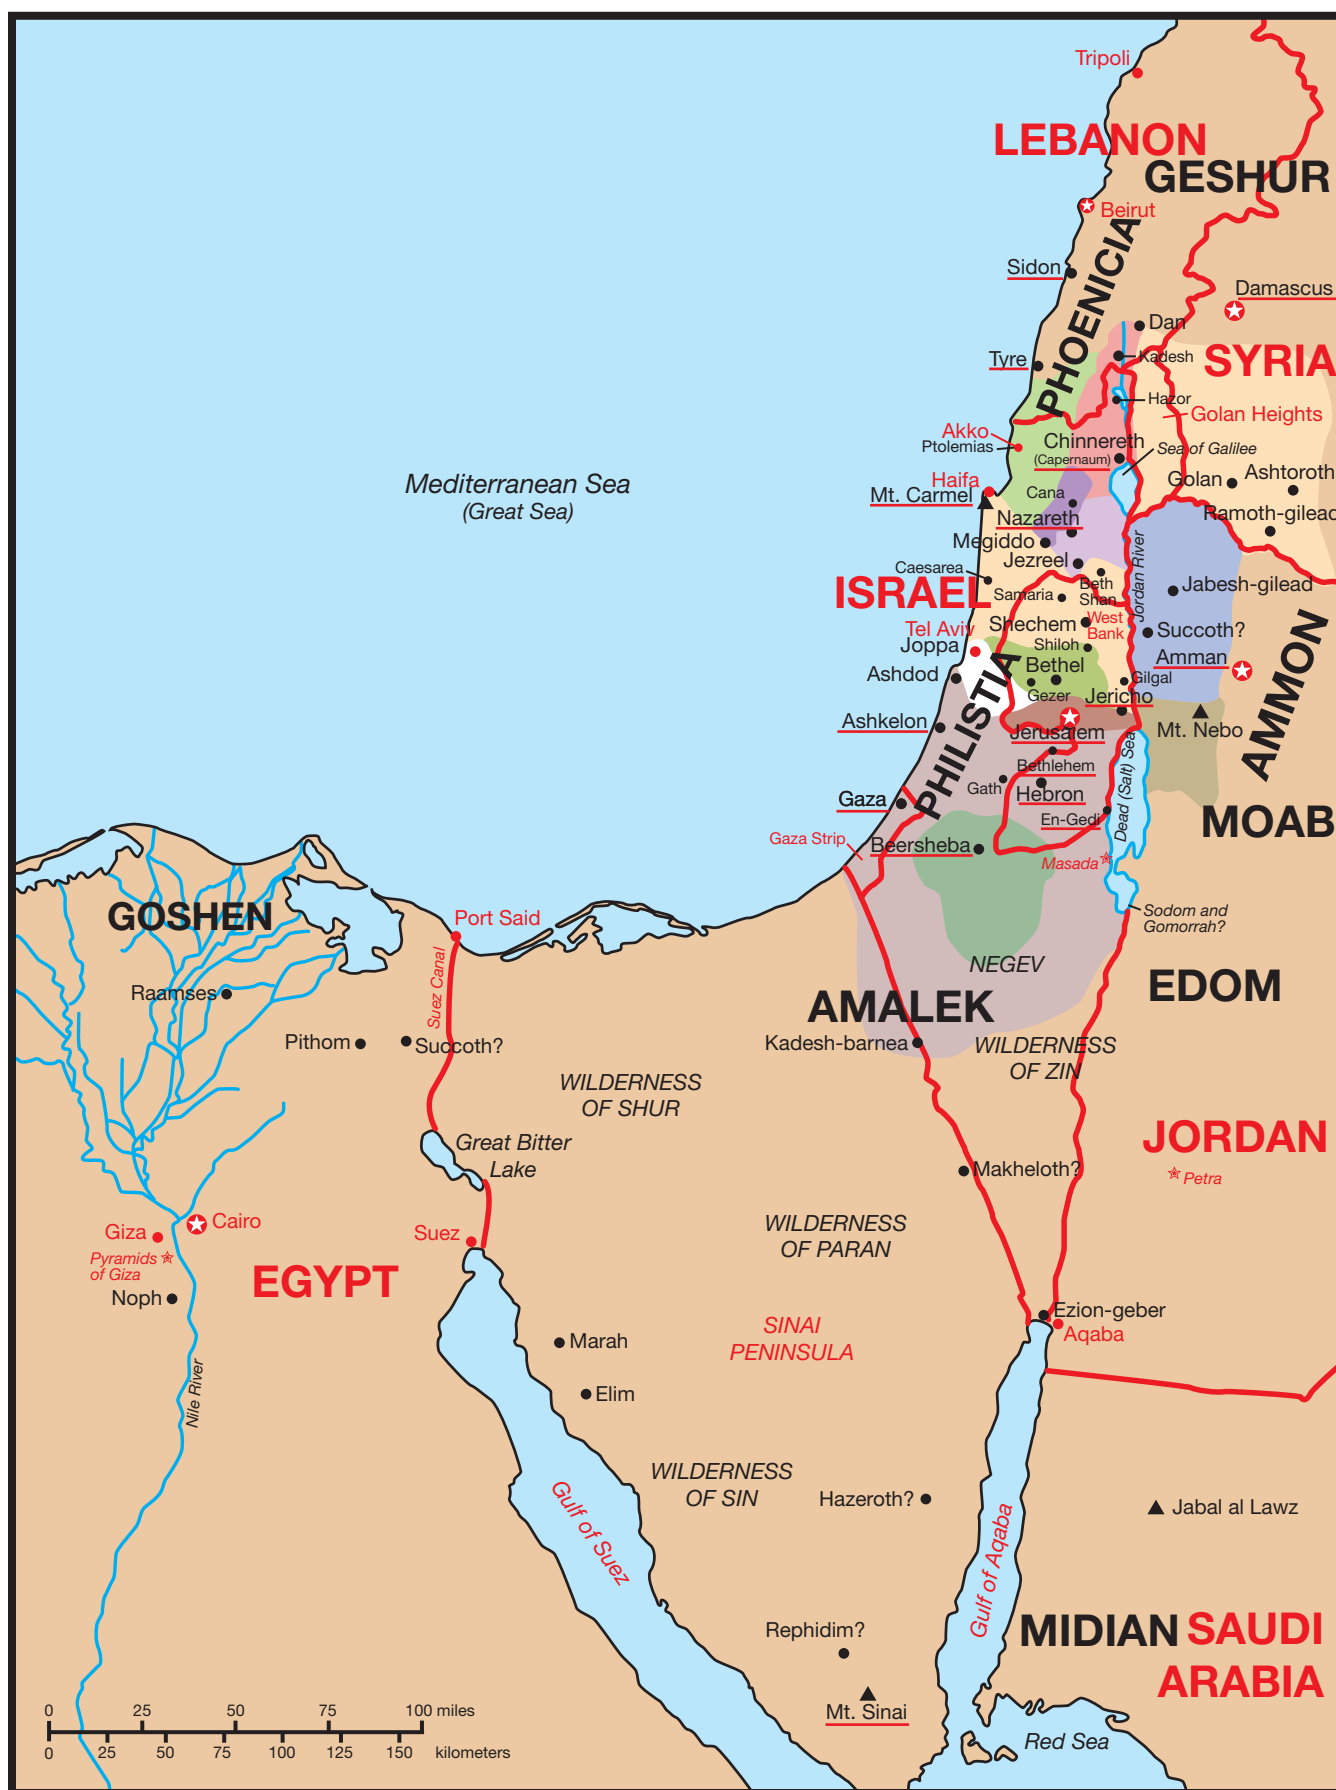 Tripoli
LEBANON
GESHUR
Beirut
PHOENICIA
Sidon
Damascus
Dan
Tyre
Kadesh
SYRIA
Hazor
Golan Heights
Akko
Ptolemias
Chinnereth
(Capernaum)
Sea of Galilee
Mediterranean Sea
(Great Sea)
Haifa
Mt. Carmel
Cana
Golan
Ashtoroth
Nazareth
Ramoth-gilead
Megiddo
Jezreel
Jordan River
Caesarea
ISRAEL
Samaria
Beth
Shan
Jabesh-gilead
Shechem
West
Bank
Succoth?
Tel Aviv
Joppa
Shiloh
Amman
AMMON
Ashdod
PHILISTIA
Bethel
Gezer
Gilgal
Jericho
Ashkelon
Jerusalem
Mt. Nebo
Dead (Salt) Sea
Bethlehem
Gath
Hebron
Gaza
En-Gedi
MOAB
Gaza Strip
Beersheba
Masada
GOSHEN
Port Said
Sodom and
Gomorrah?
Suez Canal
NEGEV
Raamses
EDOM
AMALEK
Pithom
Succoth?
Kadesh-barnea
WILDERNESS
OF ZIN
WILDERNESS
OF SHUR
Great Bitter
Lake
JORDAN
Makheloth?
Petra
Giza
Cairo
Suez
WILDERNESS
OF PARAN
Pyramids
of Giza
EGYPT
Noph
Ezion-geber
Aqaba
SINAI
PENINSULA
Marah
Nile River
Elim
WILDERNESS
OF SIN
Hazeroth?
Jabal al Lawz
Gulf of Suez
Gulf of Aqaba
Rephidim?
MIDIAN
SAUDI
ARABIA
Mt. Sinai
Red Sea
0 25 50 75 100 miles
0 25 50 75 100 125 150 kilometers